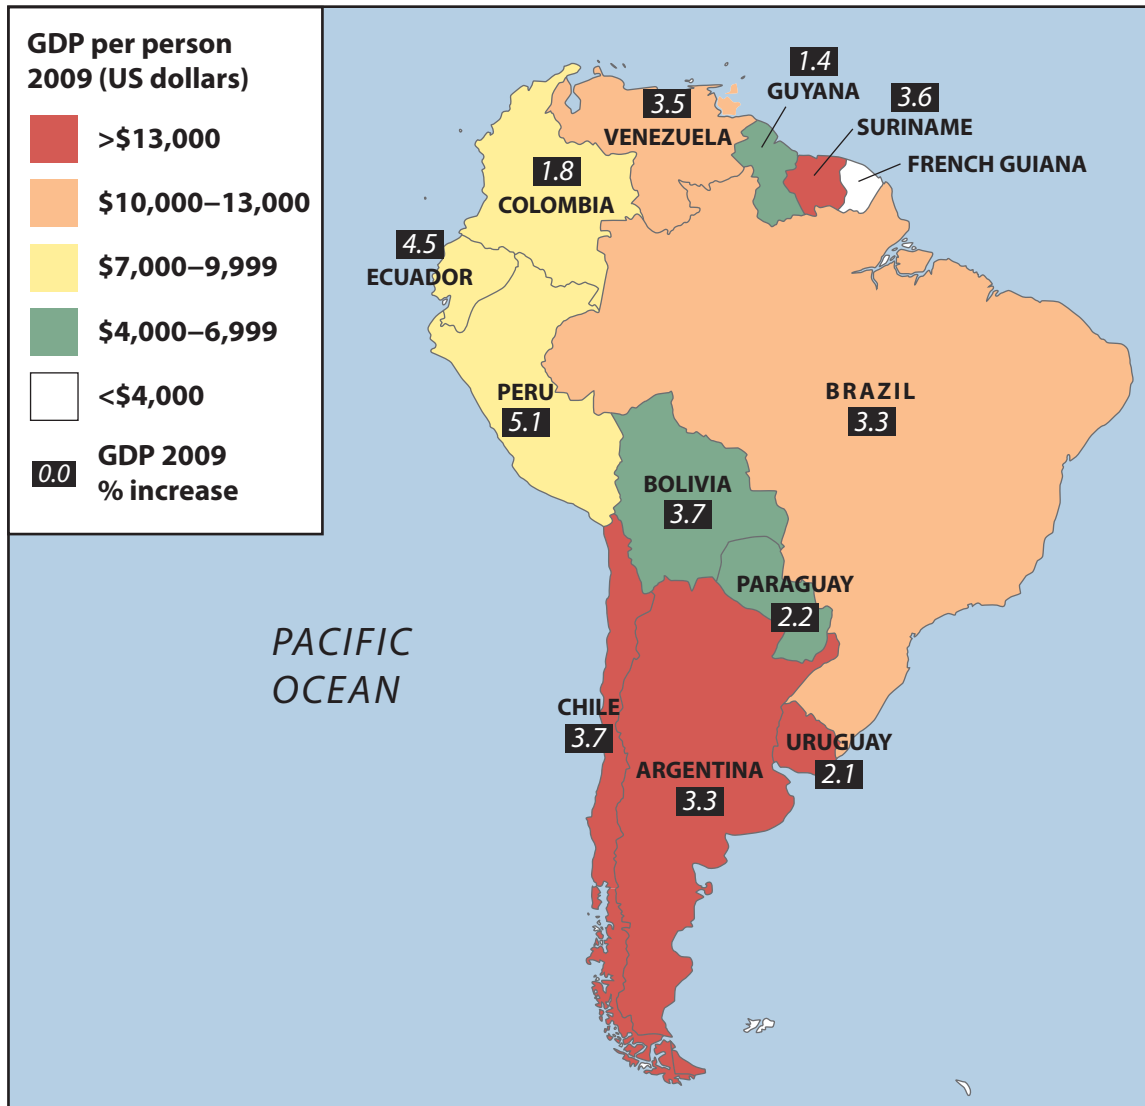 GDP per person
2009 (US dollars)
>$13,000
$10,000–13,000
$7,000–9,999
$4,000–6,999
<$4,000
0.0
GDP 2009
% increase
1.4
GUYANA
3.6
SURINAME
FRENCH GUIANA
3.5
VENEZUELA
1.8
COLOMBIA
4.5
ECUADOR
PERU
5.1
BRAZIL
3.3
BOLIVIA
3.7
PARAGUAY
2.2
PACIFIC
OCEAN
CHILE
3.7
ARGENTINA
3.3
URUGUAY
2.1